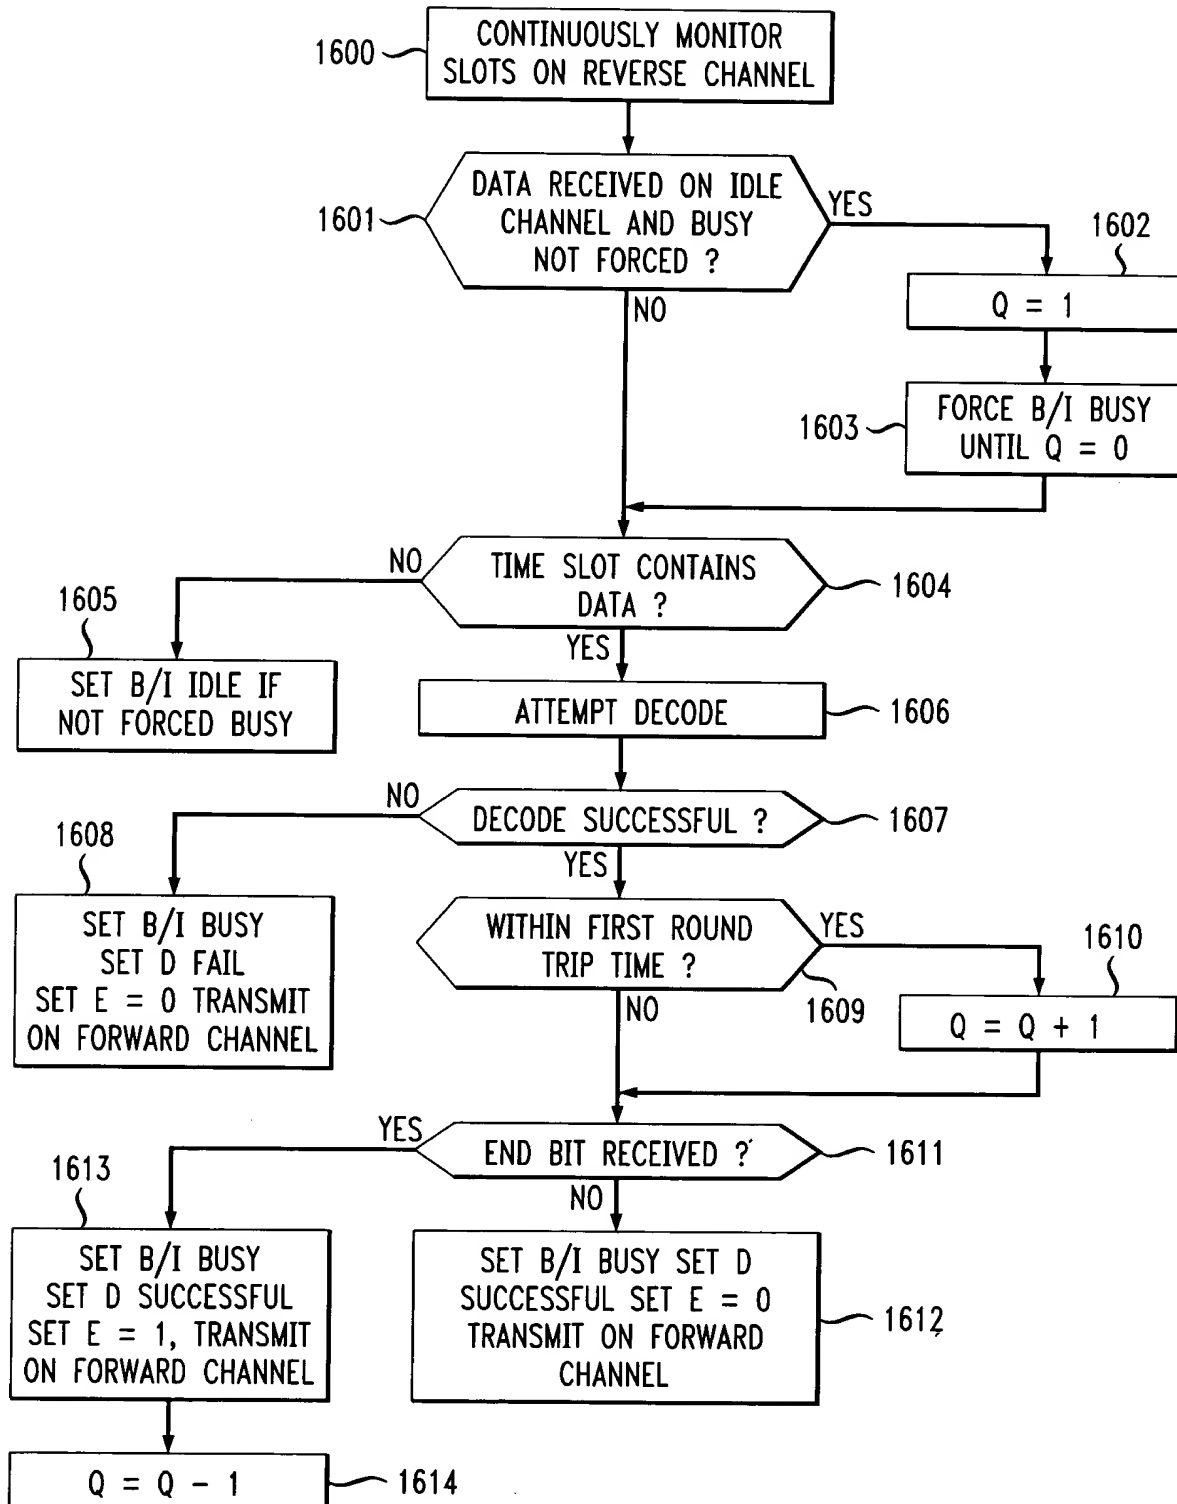 CONTINUOUSLY MONITOR
SLOTS ON REVERSE CHANNEL
1600
DATA RECEIVED ON IDLE
CHANNEL AND BUSY
NOT FORCED ?
1601
YES
NO
1602
Q = 1
FORCE B/I BUSY
UNTIL Q = 0
1603
TIME SLOT CONTAINS
DATA ?
1604
NO
YES
1605
SET B/I IDLE IF
NOT FORCED BUSY
ATTEMPT DECODE
1606
DECODE SUCCESSFUL ?
1607
NO
YES
1608
SET B/I BUSY
SET D FAIL
SET E = 0 TRANSMIT
ON FORWARD CHANNEL
WITHIN FIRST ROUND
TRIP TIME ?
1609
YES
NO
1610
Q = Q + 1
END BIT RECEIVED ?
1611
YES
NO
1613
SET B/I BUSY
SET D SUCCESSFUL
SET E = 1, TRANSMIT
ON FORWARD CHANNEL
SET B/I BUSY SET D
SUCCESSFUL SET E = 0
TRANSMIT ON FORWARD
CHANNEL
1612
Q = Q - 1
1614